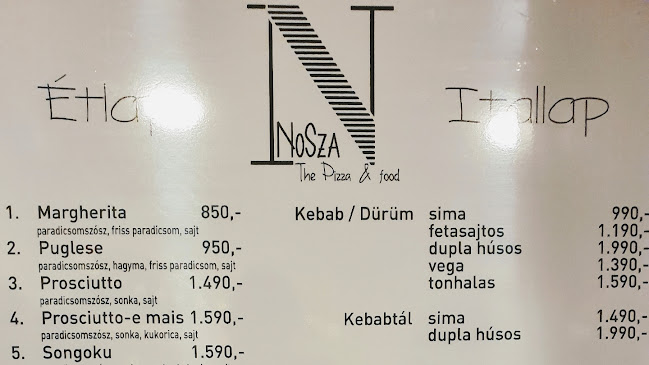 Étlap
Itallap
N
NoSzA
The Pizza & food
1. Margherita 850,-
paradicsomszósz, friss paradicsom, sajt
2. Puglese 950,-
paradicsomszósz, hagyma, friss paradicsom, sajt
3. Prosciutto 1.490,-
paradicsomszósz, sonka, sajt
4. Prosciutto-e mais 1.590,-
paradicsomszósz, sonka, kukorica, sajt
5. Songoku 1.590,-
Kebab / Dürüm sima 990,-
fetasajtos 1.190,-
dupla húsos 1.990,-
vega 1.390,-
tonhalas 1.590,-
Kebabtál sima 1.490,-
dupla húsos 1.990,-